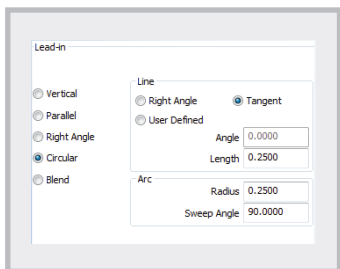 Lead-in
Line
Vertical
Right Angle
Tangent
Parallel
User Defined
Right Angle
Angle 0.0000
Circular
Length 0.2500
Blend
Arc
Radius 0.2500
Sweep Angle 90.0000